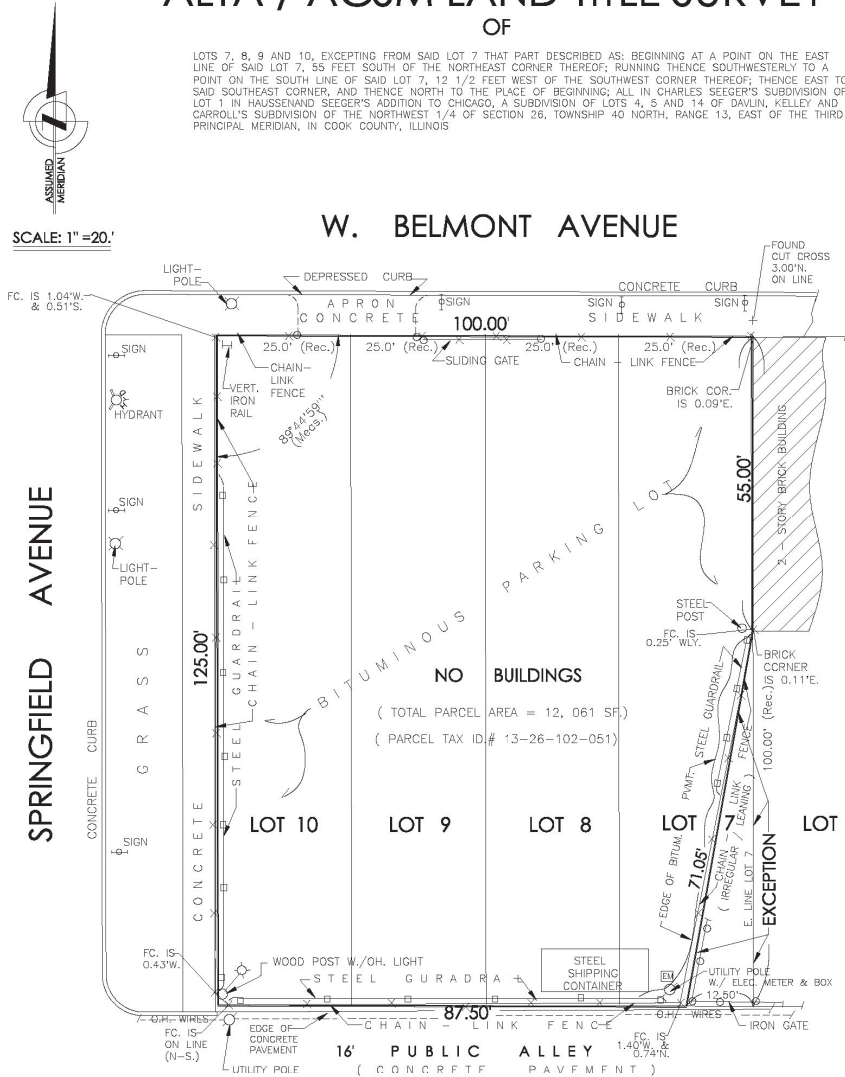 ALTA / ACSM LAND TITLE SURVEY
OF
LOTS 7, 8, 9 AND 10, EXCEPTING FROM SAID LOT 7 THAT PART DESCRIBED AS: BEGINNING AT A POINT ON THE EAST
LINE OF SAID LOT 7, 55 FEET SOUTH OF THE NORTHEAST CORNER THEREOF; RUNNING THENCE SOUTHWESTERLY TO A
POINT ON THE SOUTH LINE OF SAID LOT 7, 12 1/2 FEET WEST OF THE SOUTHWEST CORNER THEREOF; THENCE EAST TO
SAID SOUTHEAST CORNER, AND THENCE NORTH TO THE PLACE OF BEGINNING; ALL IN CHARLES SEEGER'S SUBDIVISION OF
LOT 1 IN HAUSSENAND SEEGER'S ADDITION TO CHICAGO, A SUBDIVISION OF LOTS 4, 5 AND 14 OF DAVLIN, KELLEY AND
CARROLL'S SUBDIVISION OF THE NORTHWEST 1/4 OF SECTION 26, TOWNSHIP 40 NORTH, RANGE 13, EAST OF THE THIRD
PRINCIPAL MERIDIAN, IN COOK COUNTY, ILLINOIS
ASSUMED
MERIDIAN
SCALE: 1" =20.'
W. BELMONT AVENUE
FOUND
CUT CROSS
3.00'N.
ON LINE
LIGHT-
POLE
DEPRESSED CURB
CONCRETE CURB
FC. IS 1.04'W.
& 0.51'S.
APRON
SIGN
SIGN
SIGN
CONCRETE
SIDEWALK
100.00'
25.0' (Rec.)
25.0' (Rec.)
25.0' (Rec.)
25.0' (Rec.)
SIGN
SLIDING GATE
CHAIN - LINK FENCE
CHAIN-
LINK
FENCE
VERT.
IRON
RAIL
BRICK COR.
IS 0.09'E.
HYDRANT
89°44'59"
(Meas.)
SIDEWALK
2 - STORY BRICK BUILDING
55.00'
SIGN
SPRINGFIELD AVENUE
LIGHT-
POLE
BITUMINOUS PARKING LOT
STEEL
POST
FC. IS
0.25' WLY.
125.00'
STEEL GUARDRAIL
CHAIN - LINK FENCE
GRASS
NO BUILDINGS
( TOTAL PARCEL AREA = 12, 061 SF.)
( PARCEL TAX ID.# 13-26-102-051)
BRICK
CORNER
IS 0.11'E.
STEEL GUARDRAIL
100.00' (Rec.)
CONCRETE CURB
LOT 10
LOT 9
LOT 8
LOT 7
LOT
EDGE OF BITUM. PVMT.
71.05'
CHAIN - LINK FENCE
( IRREGULAR / LEANING )
E. LINE LOT 7
EXCEPTION
SIGN
CONCRETE
FC. IS
0.43'W.
WOOD POST W./OH. LIGHT
STEEL GURADRA
STEEL
SHIPPING
CONTAINER
EM
UTILITY POLE
W./ ELEC. METER & BOX
12.50'
O.H. WIRES
87.50'
O.H. WIRES
IRON GATE
FC. IS
ON LINE
(N-S.)
EDGE OF
CONCRETE
PAVEMENT
CHAIN - LINK FENCE
FC. IS
1.40'W. &
0.74'N.
16' PUBLIC ALLEY
UTILITY POLE
( CONCRETE PAVEMENT )